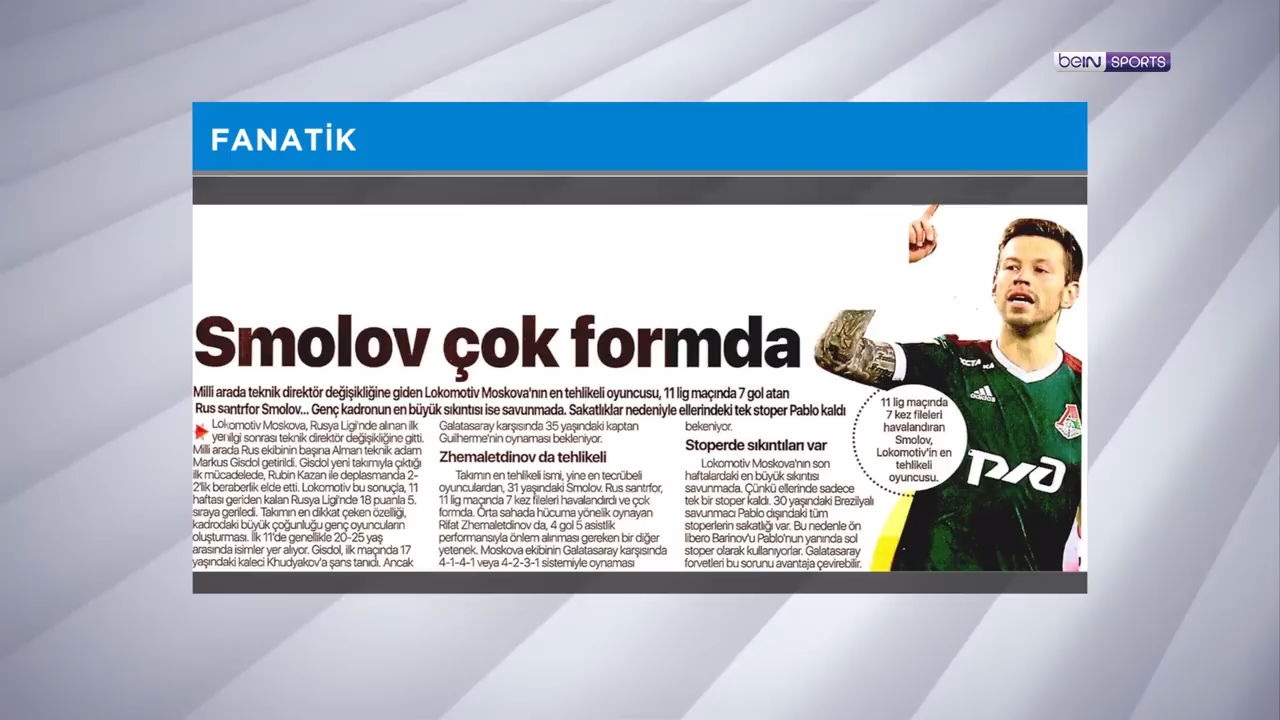 beIN SPORTS
FANATİK
Smolov çok formda
Milli arada teknik direktör değişikliğine giden Lokomotiv Moskova'nın en tehlikeli oyuncusu, 11 lig maçında 7 gol atan
Rus santrfor Smolov... Genç kadronun en büyük sıkıntısı ise savunmada. Sakatlıklar nedeniyle ellerindeki tek stoper Pablo kaldı
Lokomotiv Moskova, Rusya Ligi'nde alınan ilk
yenilgi sonrası teknik direktör değişikliğine gitti.
Milli arada Rus ekibinin başına Alman teknik adam
Markus Gisdol getirildi. Gisdol yeni takımıyla çıktığı
ilk mücadelede, Rubin Kazan ile deplasmanda 2-
2'lik beraberlik elde etti. Lokomotiv bu sonuçla, 11
haftası geriden kalan Rusya Ligi'nde 18 puanla 5.
sıraya geriledi. Takımın en dikkat çeken özelliği,
kadrodaki büyük çoğunluğu genç oyuncuların
oluşturması. İlk 11'de genellikle 20-25 yaş
arasında isimler yer alıyor. Gisdol, ilk maçında 17
yaşındaki kaleci Khudyakov'a şans tanıdı. Ancak
Galatasaray karşısında 35 yaşındaki kaptan
Guilherme'nin oynaması bekleniyor.
Zhemaletdinov da tehlikeli
Takımın en tehlikeli ismi, yine en tecrübeli
oyunculardan, 31 yaşındaki Smolov. Rus santrfor,
11 lig maçında 7 kez fileleri havalandırdı ve çok
formda. Orta sahada hücuma yönelik oynayan
Rifat Zhemaletdinov da, 4 gol 5 asistlik
performansıyla önlem alınması gereken bir diğer
yetenek. Moskova ekibinin Galatasaray karşısında
4-1-4-1 veya 4-2-3-1 sistemiyle oynaması
bekeniyor.
Stoperde sıkıntıları var
Lokomotiv Moskova'nın son
haftalardaki en büyük sıkıntısı
savunmada. Çünkü ellerinde sadece
tek bir stoper kaldı. 30 yaşındaki Brezilyalı
savunmacı Pablo dışındaki tüm
stoperlerin sakatlığı var. Bu nedenle ön
libero Barinov'u Pablo'nun yanında sol
stoper olarak kullanıyorlar. Galatasaray
forvetleri bu sorunu avantaja çevirebilir.
11 lig maçında
7 kez fileleri
havalandıran
Smolov,
Lokomotiv'in en
tehlikeli
oyuncusu.
adidas
РЖД